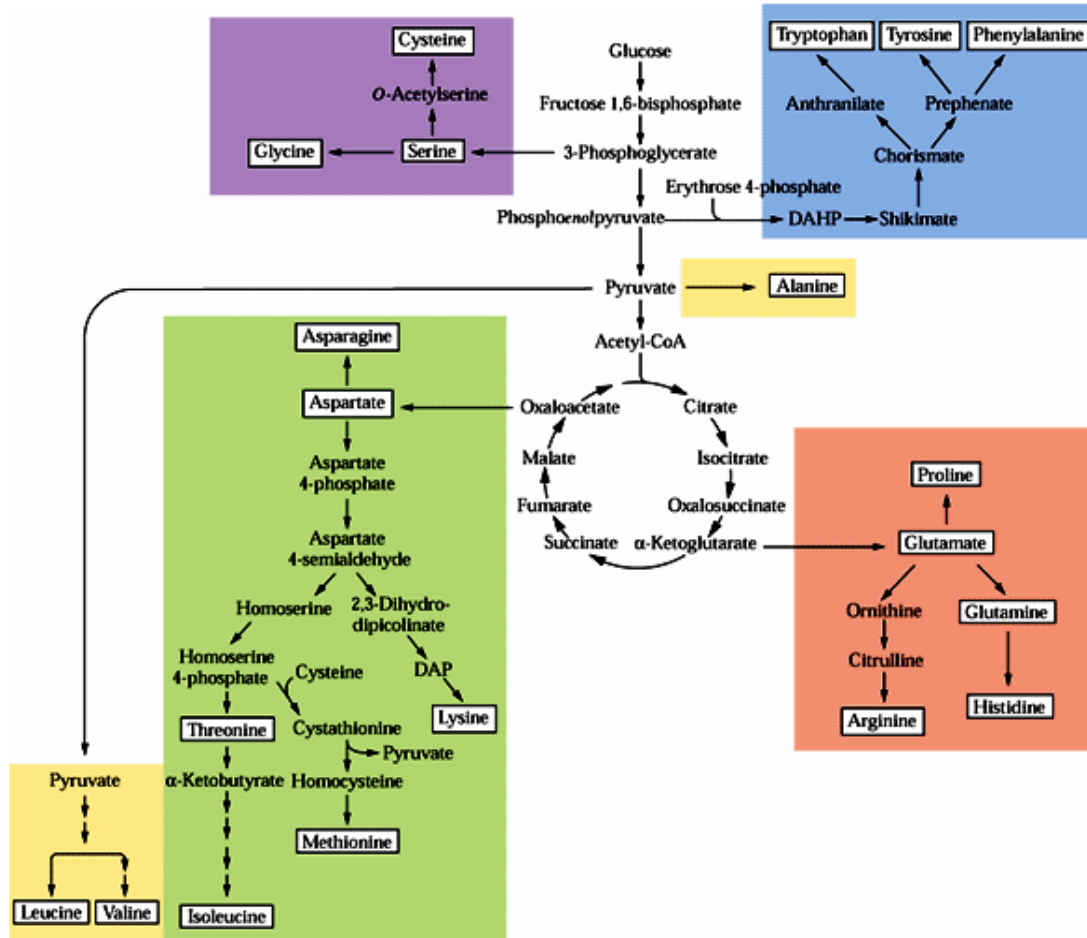 Cysteine
O-Acetylserine
Glycine
Serine
Glucose
Fructose 1,6-bisphosphate
3-Phosphoglycerate
Erythrose 4-phosphate
Phosphoenolpyruvate
Tryptophan
Tyrosine
Phenylalanine
Anthranilate
Prephenate
Chorismate
DAHP
Shikimate
Pyruvate
Alanine
Acetyl-CoA
Oxaloacetate
Citrate
Malate
Isocitrate
Fumarate
Oxalosuccinate
Succinate
α-Ketoglutarate
Asparagine
Aspartate
Aspartate
4-phosphate
Aspartate
4-semialdehyde
Homoserine
2,3-Dihydro-
dipicolinate
Homoserine
4-phosphate
Cysteine
DAP
Threonine
Cystathionine
Lysine
Pyruvate
α-Ketobutyrate
Homocysteine
Methionine
Isoleucine
Proline
Glutamate
Ornithine
Glutamine
Citrulline
Arginine
Histidine
Pyruvate
Leucine
Valine